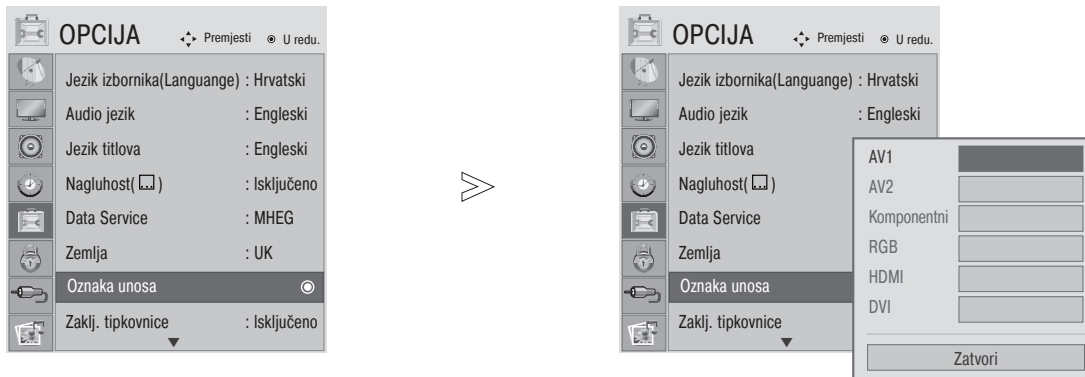 OPCIJA Premjesti U redu.
Jezik izbornika(Languange) : Hrvatski
Audio jezik : Engleski
Jezik titlova : Engleski
Nagluhost( ) : Isključeno
Data Service : MHEG
Zemlja : UK
Oznaka unosa
Zaklj. tipkovnice : Isključeno
OPCIJA Premjesti U redu.
Jezik izbornika(Languange) : Hrvatski
Audio jezik : Engleski
Jezik titlova
Nagluhost( )
Data Service
Zemlja
Oznaka unosa
Zaklj. tipkovnice
AV1
AV2
Komponentni
RGB
HDMI
DVI
Zatvori